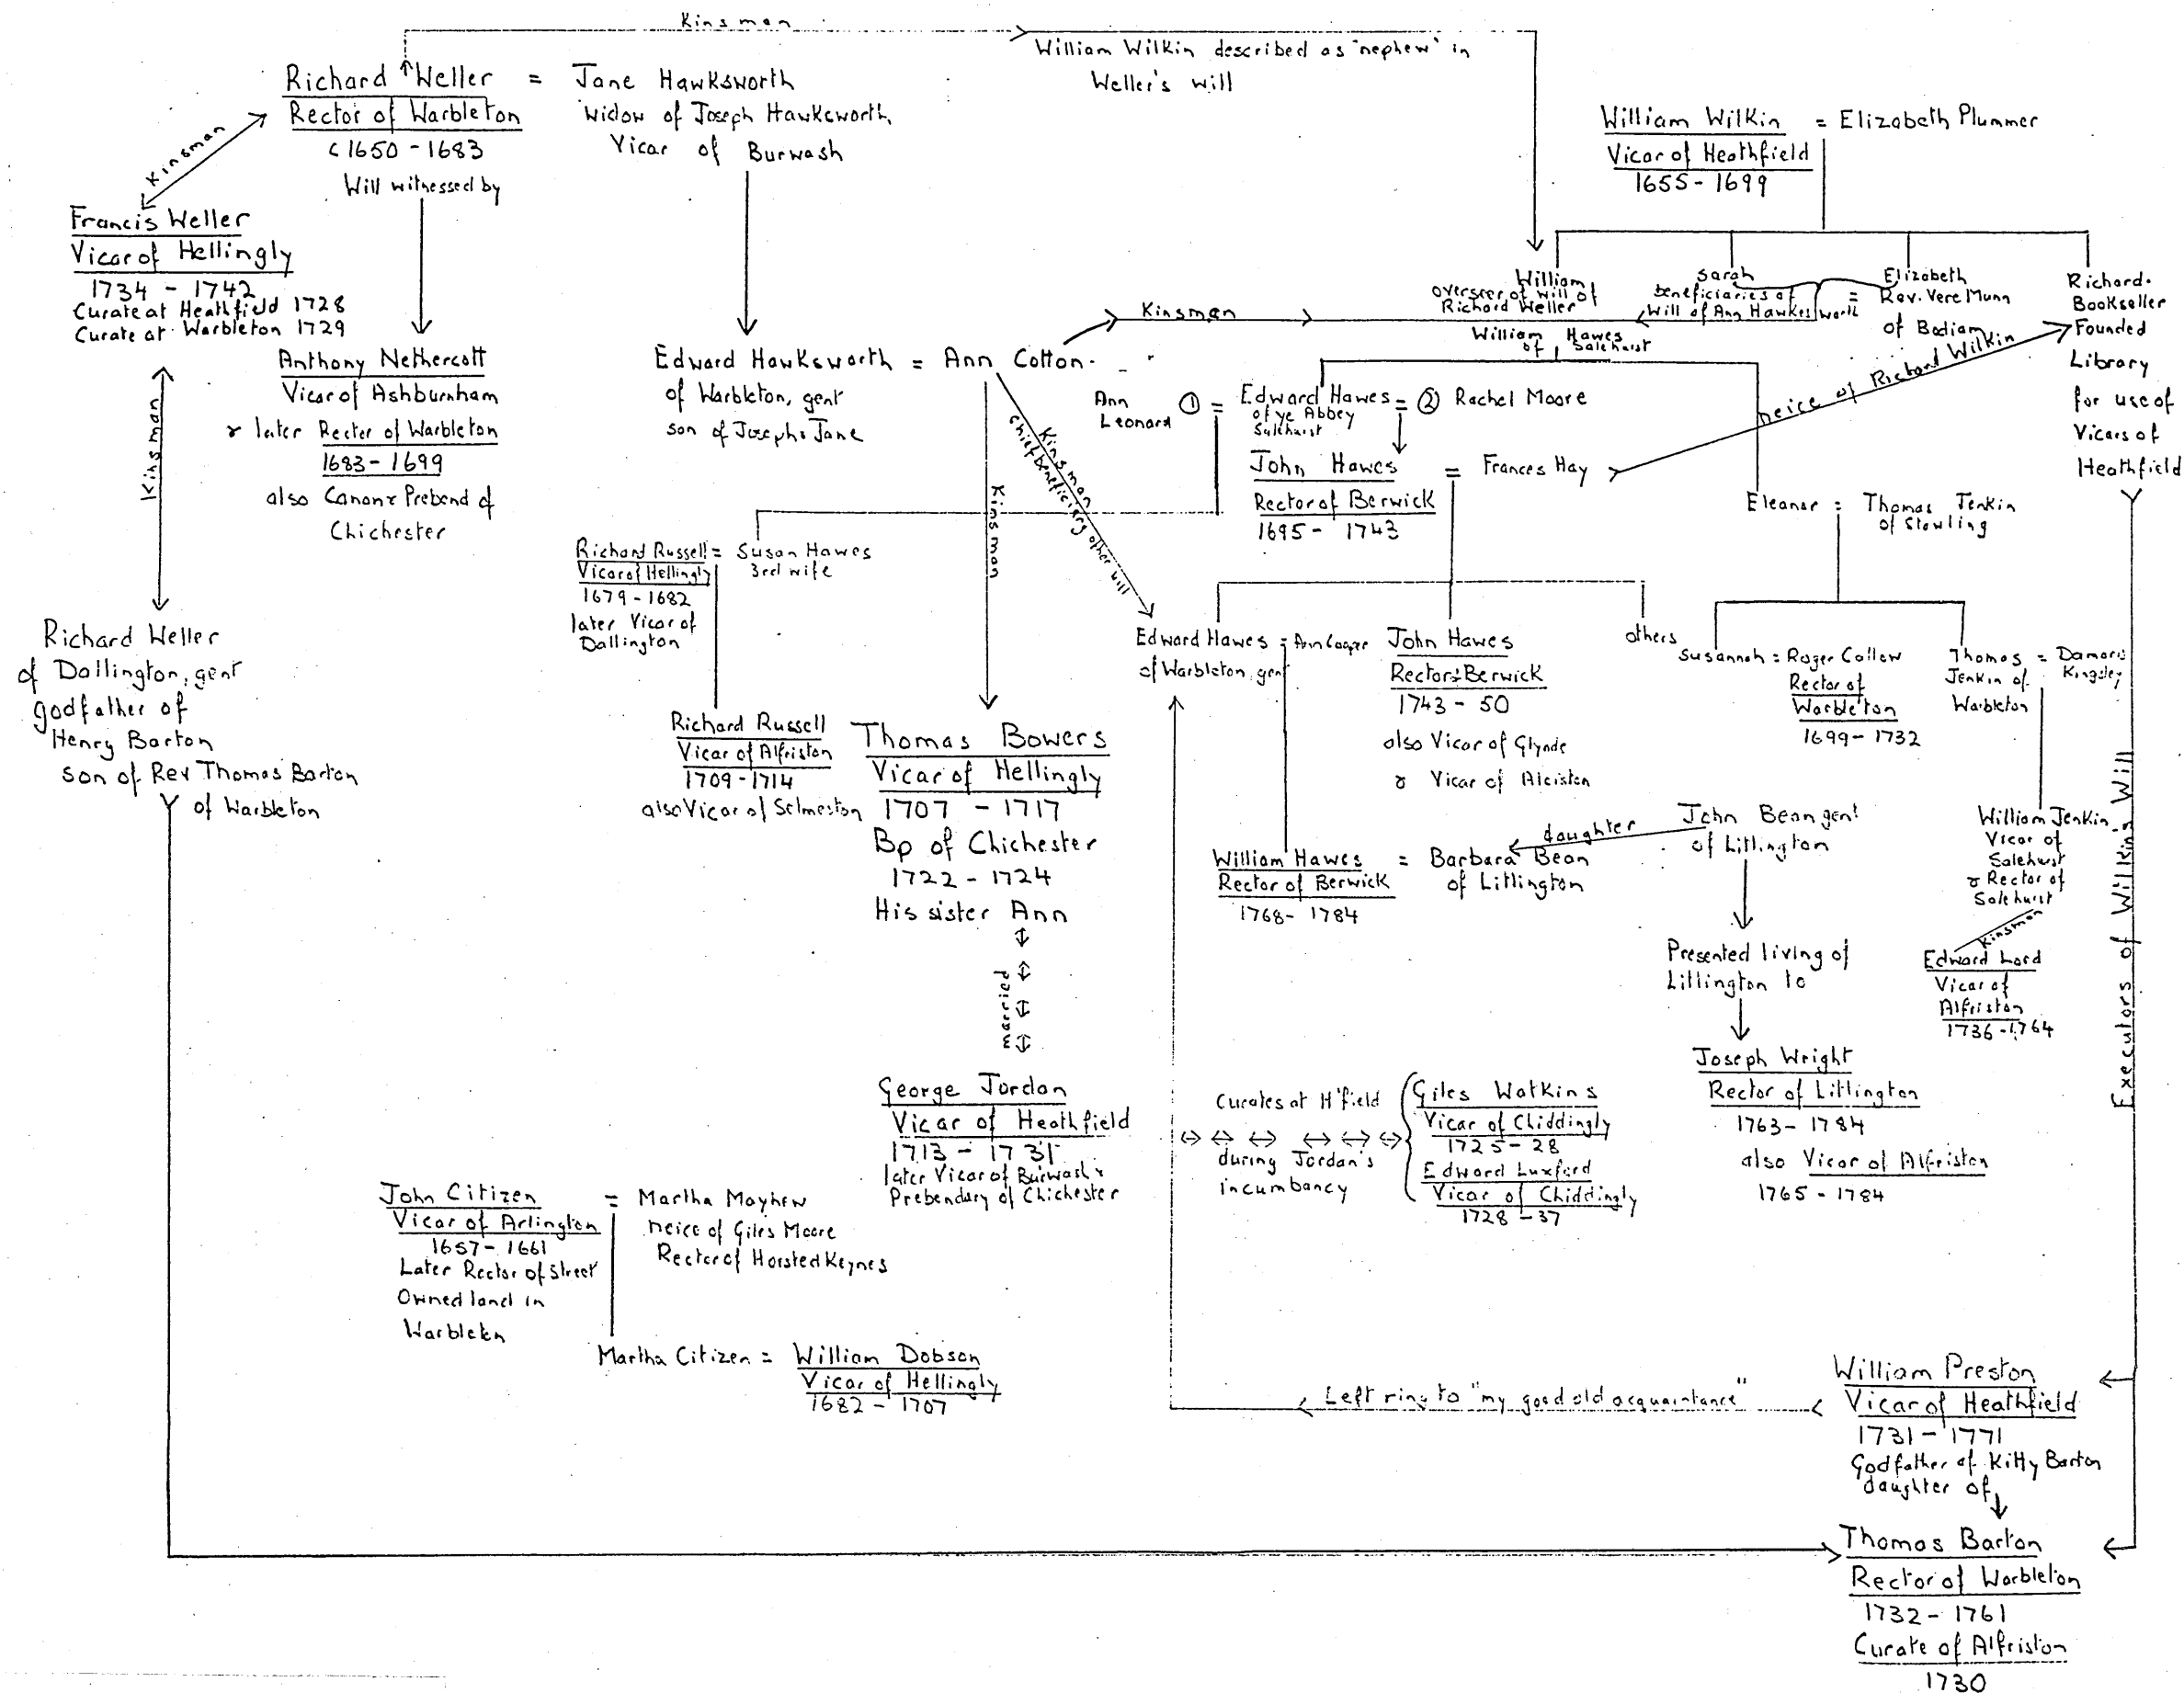 Kinsman
William Wilkin described as "nephew" in
Weller's will
Richard Weller = Jane Hawksworth
Rector of Warbleton
c 1650 - 1683
Will witnessed by
widow of Joseph Hawksworth,
Vicar of Burwash
William Wilkin = Elizabeth Plummer
Vicar of Heathfield
1655 - 1699
Kinsman
Francis Weller
Vicar of Hellingly
1734 - 1742
Curate at Heathfield 1728
Curate at Warbleton 1729
William
overseer of will of
Richard Weller
Sarah
beneficiaries of
will of Ann Hawkesworth
Elizabeth
= Rev. Vere Munn
of Bodiam
Richard.
Bookseller
Founded
Library
for use of
Vicars of
Heathfield
Kinsman
Anthony Nethercott
Vicar of Ashburnham
& later Rector of Warbleton
1683 - 1699
also Canon & Prebend of
Chichester
Edward Hawksworth = Ann Cotton
of Warbleton, gent
son of Joseph & Jane
Kinsman
William Hawes
of Salehurst
Ann
Leonard
① = Edward Hawes = ② Rachel Moore
of ye Abbey
Salehurst
neice of Richard Wilkin
John Hawes = Frances Hay
Rector of Berwick
1695 - 1743
Eleanor = Thomas Jenkin
of Stowling
Kinsman
chief beneficiary other will
Kinsman
Richard Russell = Susan Hawes
Vicar of Hellingly
3rd wife
1679 - 1682
later Vicar of
Dallington
Richard Weller
of Dallington, gent
godfather of
Henry Barton
son of Rev Thomas Barton
of Warbleton
Edward Hawes = Ann Cooper
of Warbleton, gent
John Hawes
Rector of Berwick
1743 - 50
also Vicar of Glynde
& Vicar of Alciston
others
Susannah = Roger Callow
Rector of
Warbleton
1699 - 1732
Thomas = Damaris
Jenkin of Kingsley
Warbleton
Richard Russell
Vicar of Alfriston
1709 - 1714
also Vicar of Selmeston
Thomas Bowers
Vicar of Hellingly
1707 - 1717
Bp of Chichester
1722 - 1724
His sister Ann
married
daughter
John Bean gent
of Litlington
William Hawes = Barbara Bean
Rector of Berwick
of Litlington
1768 - 1784
William Jenkin
Vicar of
Salehurst
& Rector of
Salehurst
Kinsman
Edward Lord
Vicar of
Alfriston
1736 - 1764
Presented living of
Litlington to
Executors of Wilkin's Will
Joseph Wright
Rector of Litlington
1763 - 1784
also Vicar of Alfriston
1765 - 1784
George Jordan
Vicar of Heathfield
1713 - 1731
later Vicar of Burwash &
Prebendary of Chichester
Curates at H'field
during Jordan's
incumbancy
Giles Watkins
Vicar of Chiddingly
1725 - 28
Edward Luxford
Vicar of Chiddingly
1728 - 37
John Citizen = Martha Mayhew
Vicar of Arlington
1657 - 1661
Later Rector of Street
Owned land in
Warbleton
neice of Giles Moore
Rector of Horsted Keynes
Martha Citizen = William Dobson
Vicar of Hellingly
1682 - 1707
Left ring to "my good old acquaintance"
William Preston
Vicar of Heathfield
1731 - 1771
Godfather of Kitty Barton
daughter of
Thomas Barton
Rector of Warbleton
1732 - 1761
Curate of Alfriston
1730